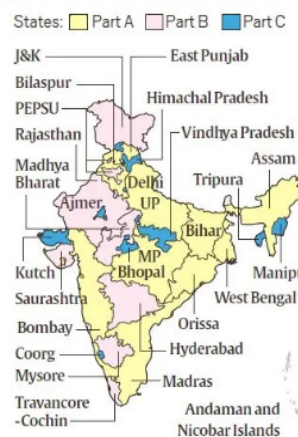 States: Part A Part B Part C
J&K
East Punjab
Bilaspur
PEPSU
Himachal Pradesh
Rajasthan
Vindhya Pradesh
Madhya
Bharat
Delhi
Assam
UP
Tripura
Ajmer
Bihar
MP
Bhopal
Kutch
Manipu
Saurashtra
West Bengal
Bombay
Orissa
Coorg
Hyderabad
Mysore
Madras
Travancore
-Cochin
Andaman and
Nicobar Islands